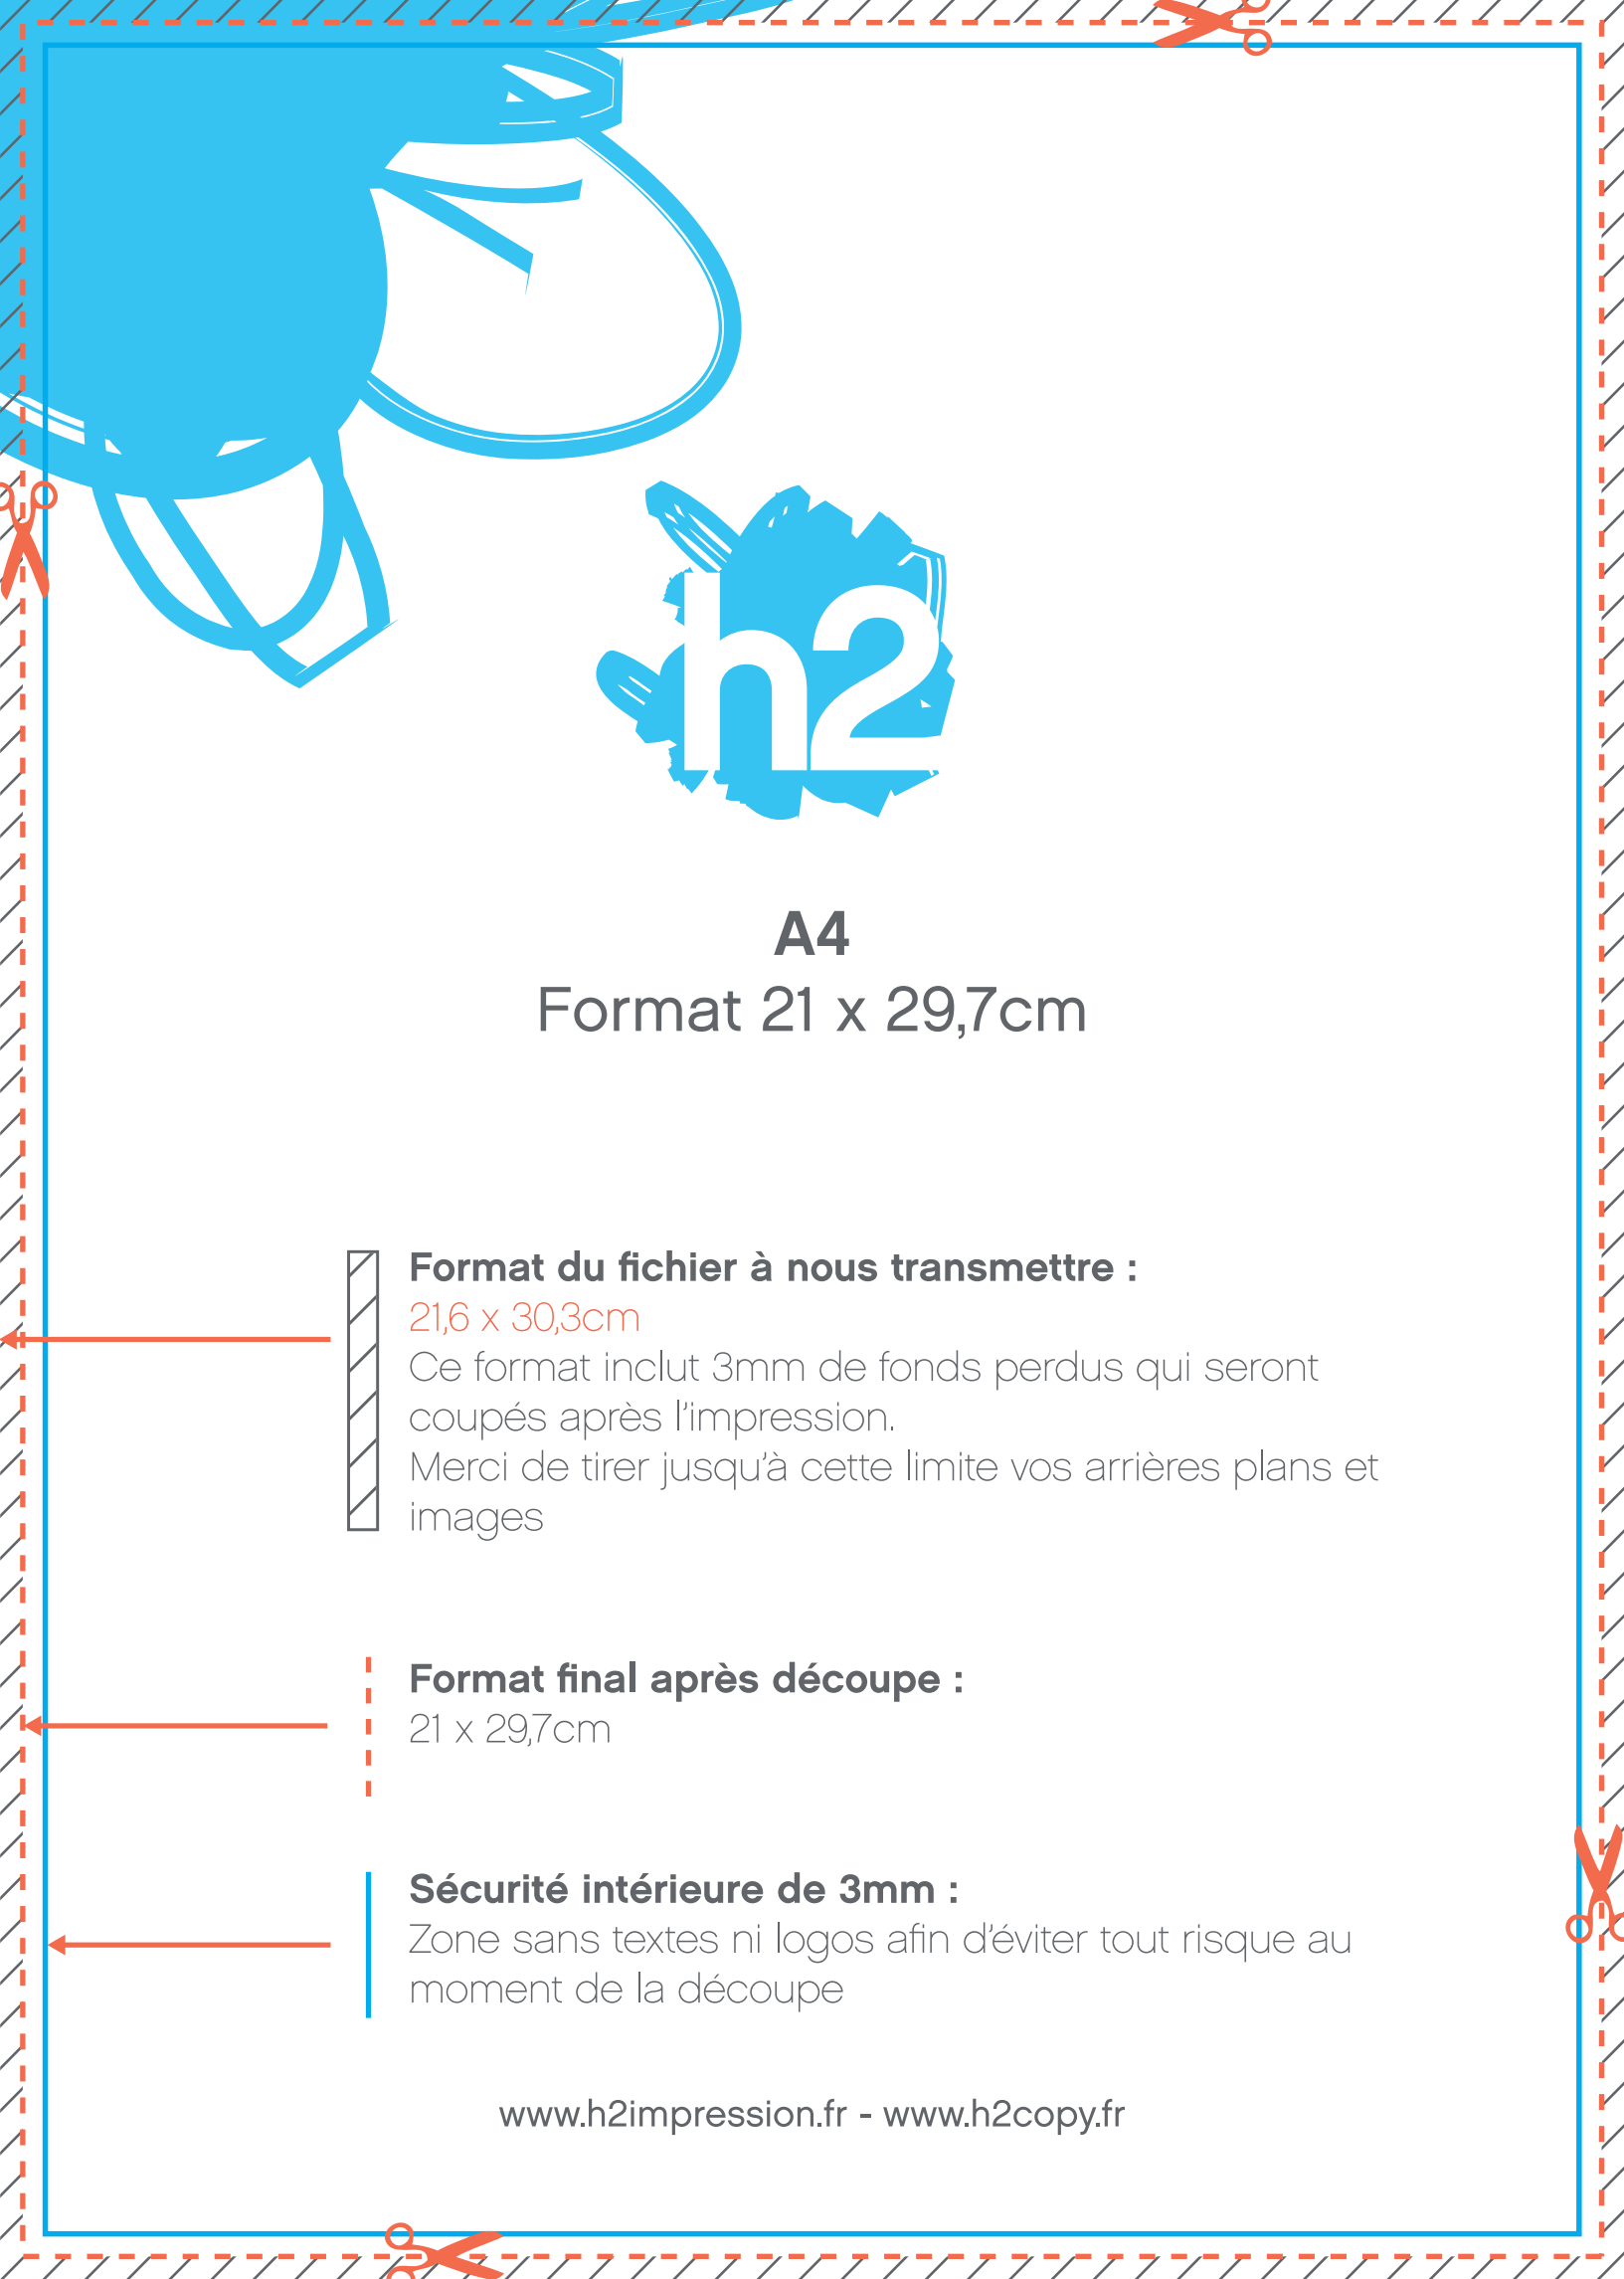 h2
A4
Format 21 x 29,7cm
Format du fichier à nous transmettre :
21,6 x 30,3cm
Ce format inclut 3mm de fonds perdus qui seront
coupés après l'impression.
Merci de tirer jusqu'à cette limite vos arrières plans et
images
Format final après découpe :
21 x 29,7cm
Sécurité intérieure de 3mm :
Zone sans textes ni logos afin d'éviter tout risque au
moment de la découpe
www.h2impression.fr - www.h2copy.fr